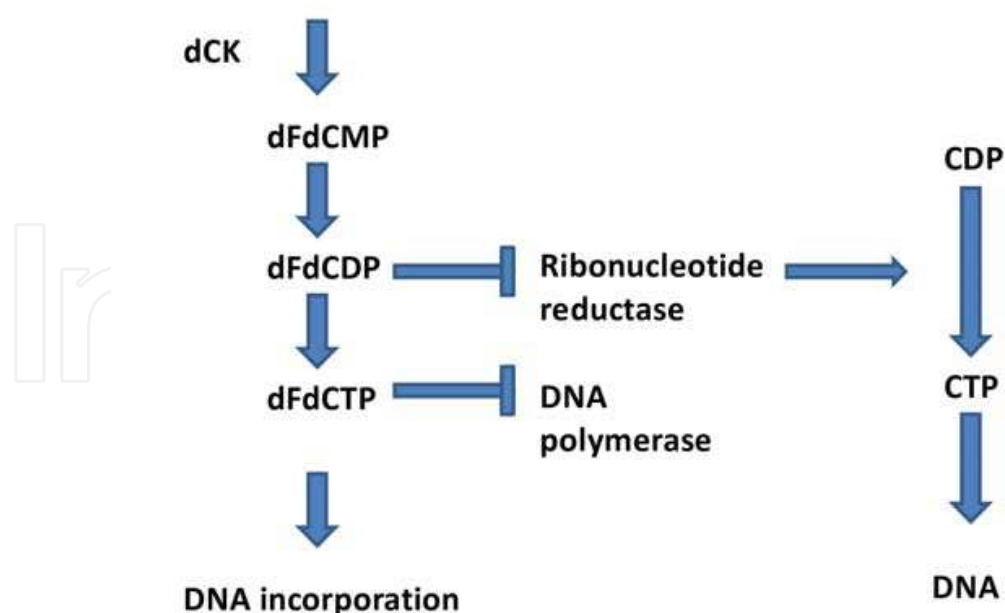 dCK
dFdCMP
CDP
dFdCDP
Ribonucleotide
reductase
dFdCTP
CTP
DNA
polymerase
DNA incorporation
DNA